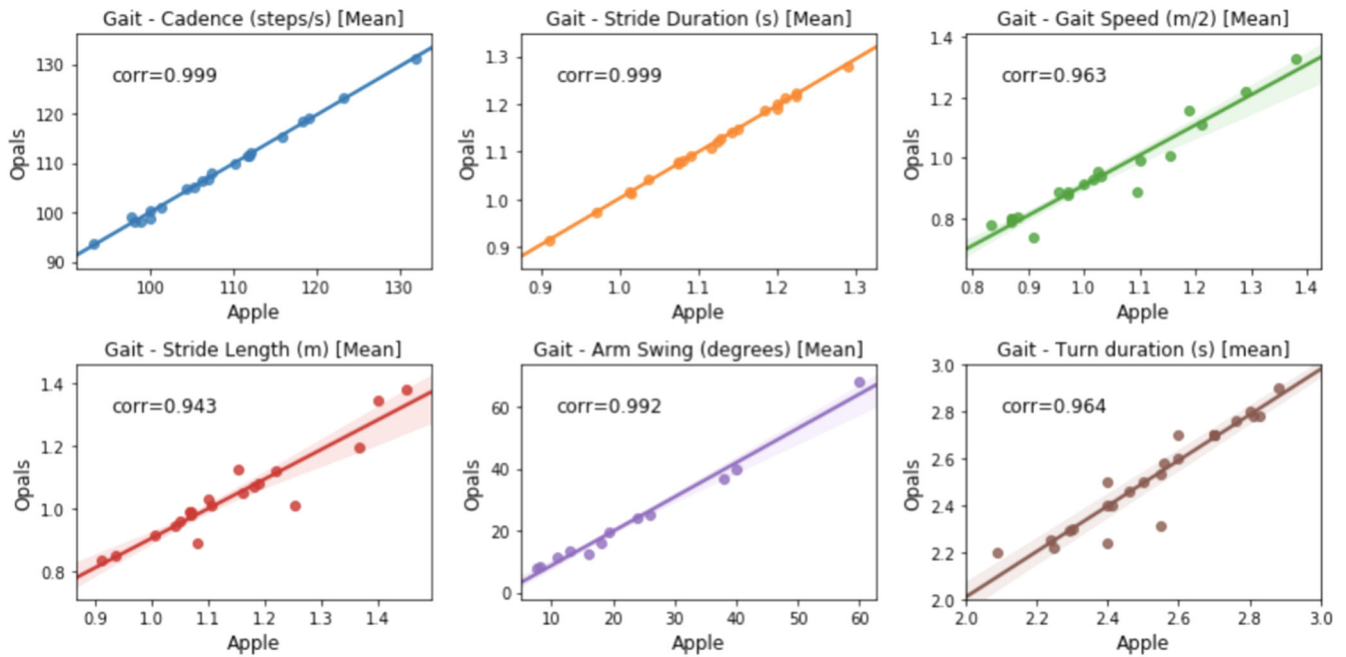 Gait - Cadence (steps/s) [Mean]
corr=0.999
130
120
110
100
90
Opals
100
110
120
130
Apple
Gait - Stride Duration (s) [Mean]
corr=0.999
1.3
1.2
1.1
1.0
0.9
Opals
0.9
1.0
1.1
1.2
1.3
Apple
Gait - Gait Speed (m/2) [Mean]
corr=0.963
1.4
1.2
1.0
0.8
Opals
0.8
0.9
1.0
1.1
1.2
1.3
1.4
Apple
Gait - Stride Length (m) [Mean]
corr=0.943
1.4
1.2
1.0
0.8
Opals
0.9
1.0
1.1
1.2
1.3
1.4
Apple
Gait - Arm Swing (degrees) [Mean]
corr=0.992
60
40
20
0
Opals
10
20
30
40
50
60
Apple
Gait - Turn duration (s) [mean]
corr=0.964
3.0
2.8
2.6
2.4
2.2
2.0
Opals
2.0
2.2
2.4
2.6
2.8
3.0
Apple